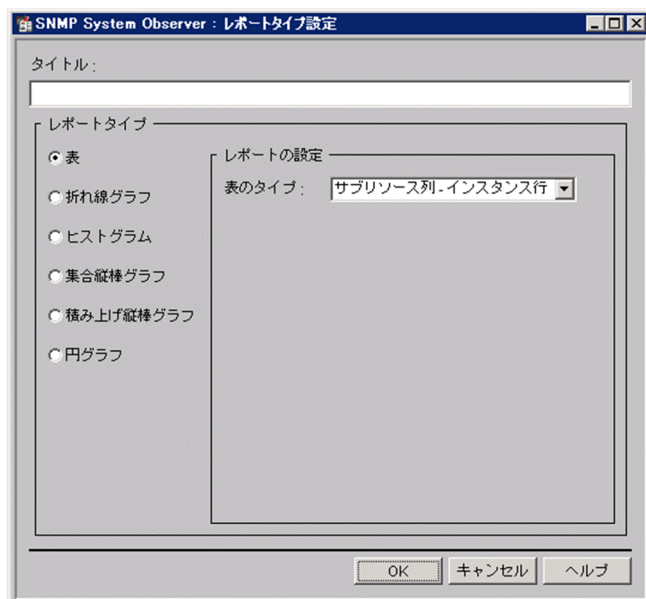 SNMP System Observer : レポートタイプ設定
タイトル :
レポートタイプ
表
折れ線グラフ
ヒストグラム
集合縦棒グラフ
積み上げ縦棒グラフ
円グラフ
レポートの設定
表のタイプ : サブリソース列-インスタンス行
OK キャンセル ヘルプ